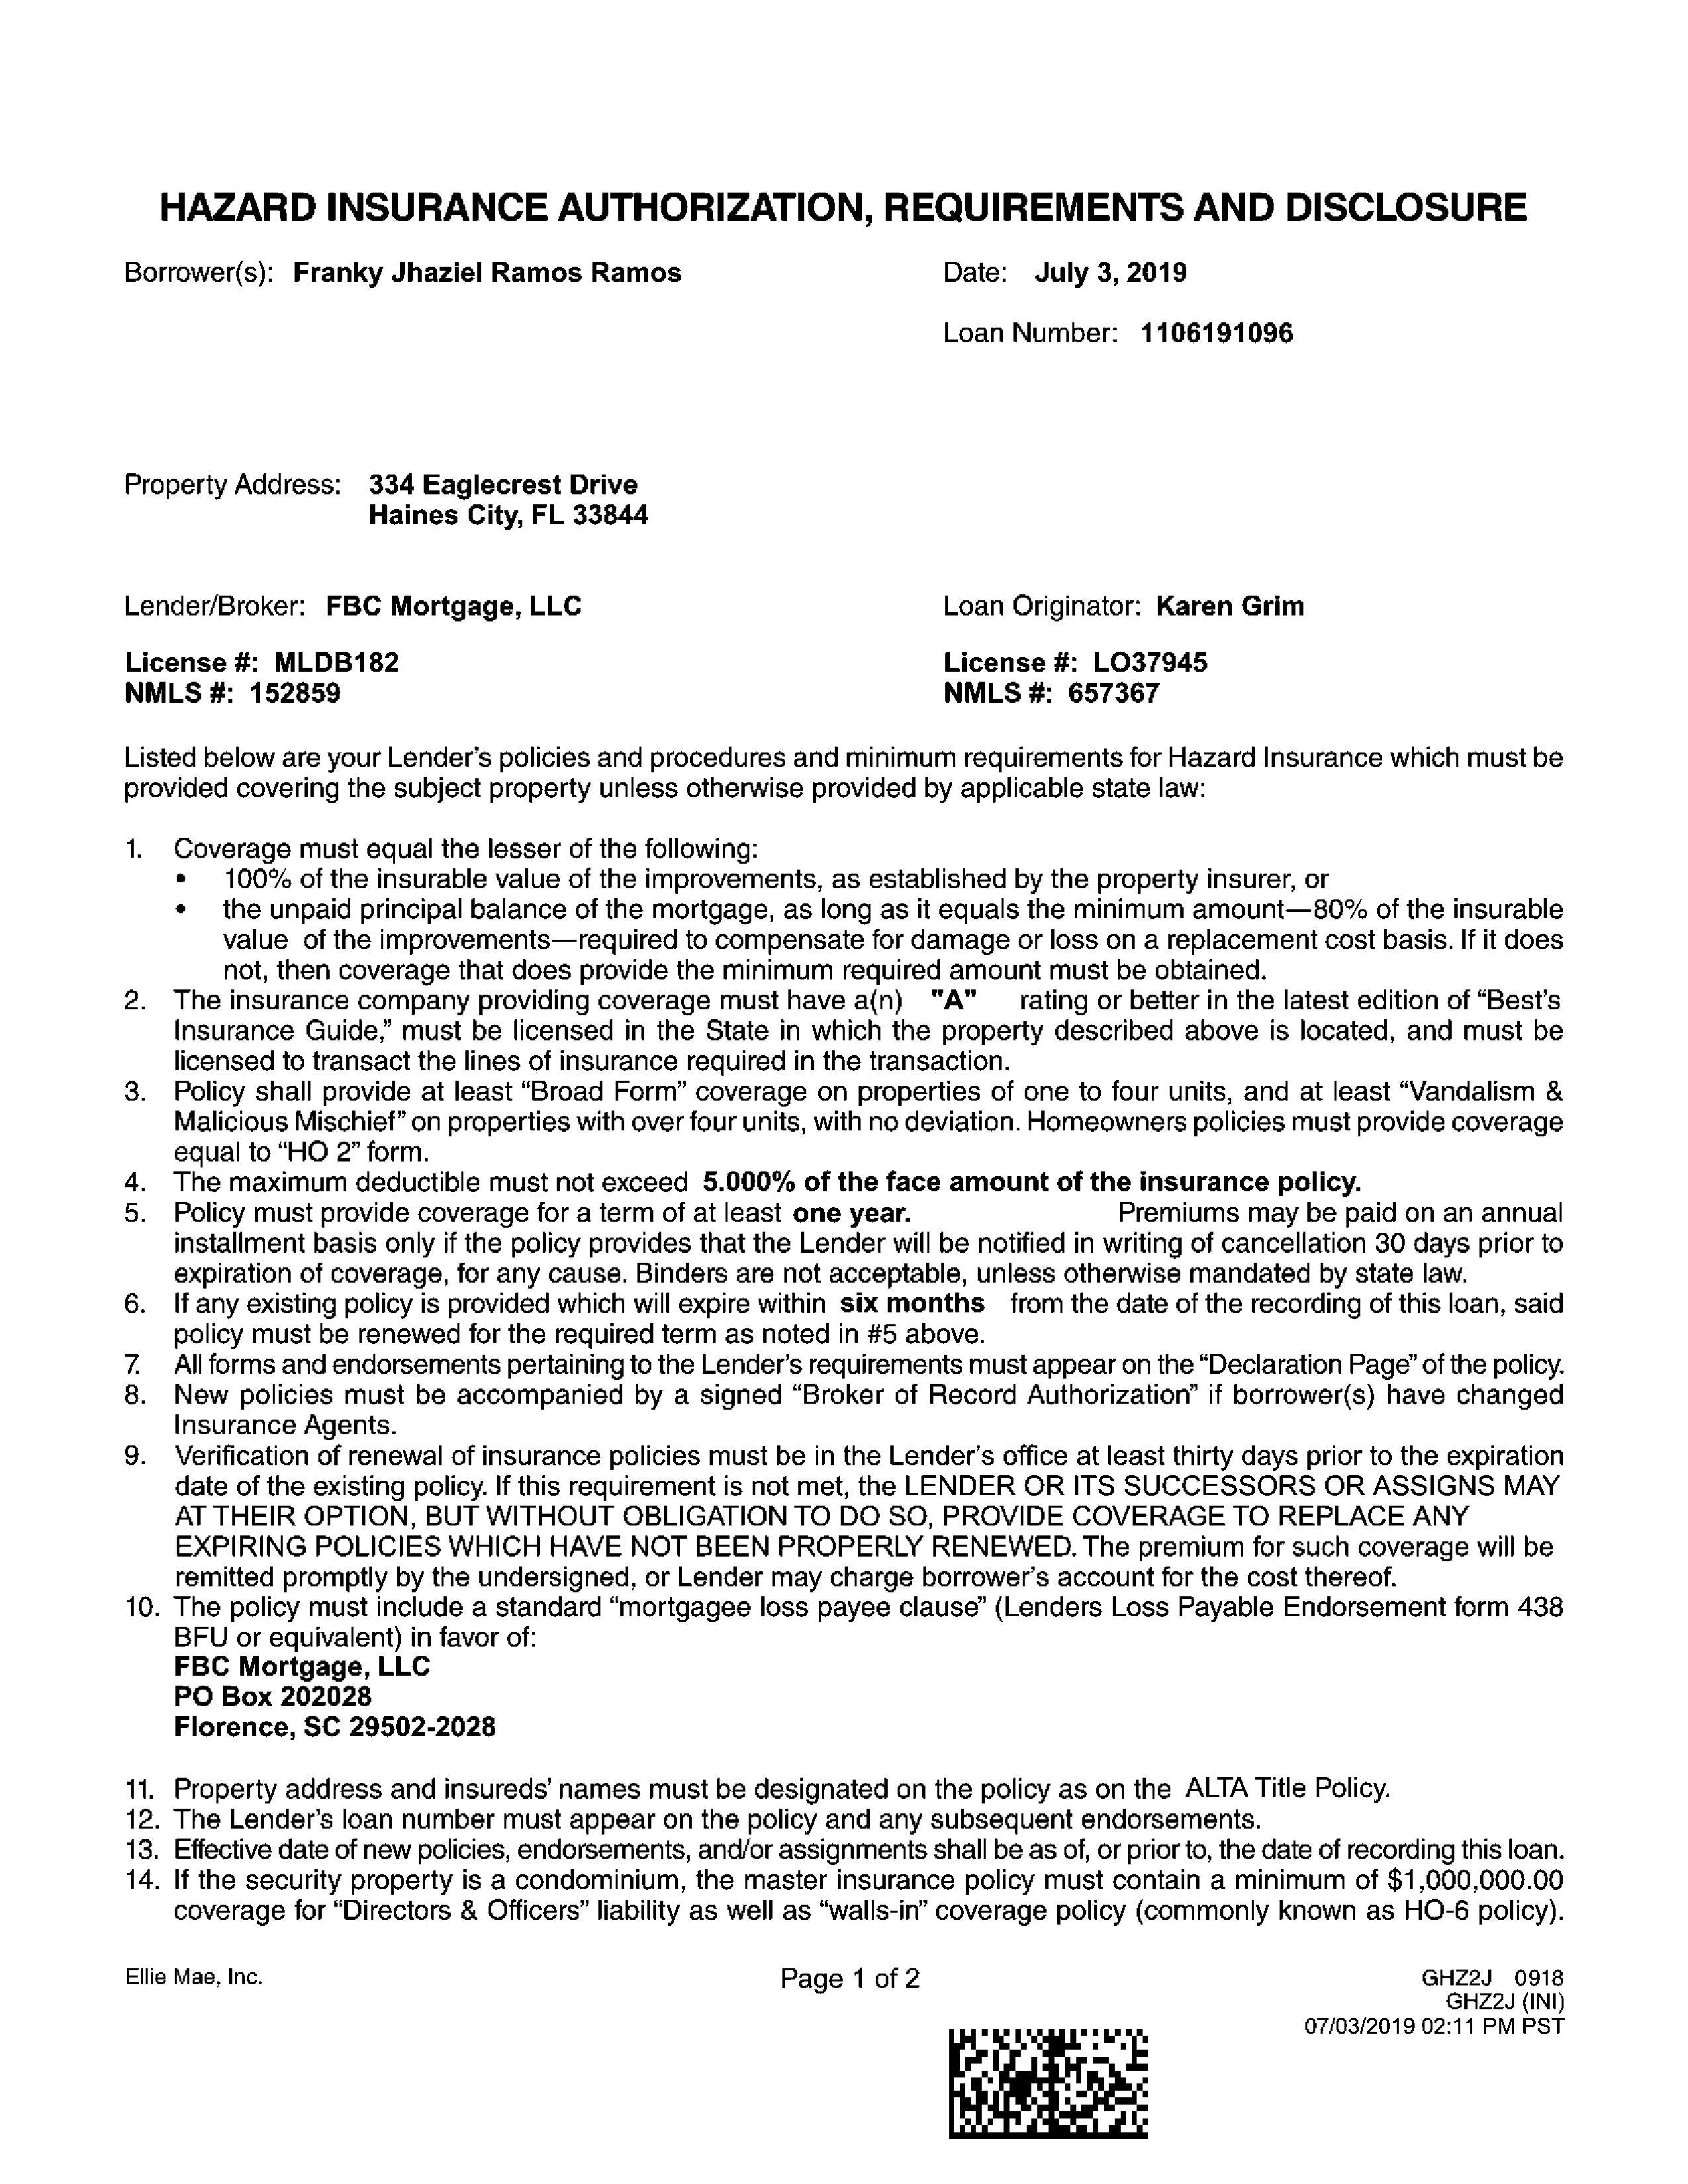 HAZARD INSURANCE AUTHORIZATION, REQUIREMENTS AND DISCLOSURE
Borrower(s): Franky Jhaziel Ramos Ramos
Date: July 3, 2019
Loan Number: 1106191096
Property Address: 334 Eaglecrest Drive
Haines City, FL 33844
Lender/Broker: FBC Mortgage, LLC
Loan Originator: Karen Grim
License #: MLDB182
License #: LO37945
NMLS #: 152859
NMLS #: 657367
Listed below are your Lender's policies and procedures and minimum requirements for Hazard Insurance which must be
provided covering the subject property unless otherwise provided by applicable state law:
1. Coverage must equal the lesser of the following:
• 100% of the insurable value of the improvements, as established by the property insurer, or
• the unpaid principal balance of the mortgage, as long as it equals the minimum amount—80% of the insurable
value of the improvements—required to compensate for damage or loss on a replacement cost basis. If it does
not, then coverage that does provide the minimum required amount must be obtained.
2. The insurance company providing coverage must have a(n) "A" rating or better in the latest edition of “Best's
Insurance Guide,” must be licensed in the State in which the property described above is located, and must be
licensed to transact the lines of insurance required in the transaction.
3. Policy shall provide at least “Broad Form” coverage on properties of one to four units, and at least “Vandalism &
Malicious Mischief” on properties with over four units, with no deviation. Homeowners policies must provide coverage
equal to “HO 2” form.
4. The maximum deductible must not exceed 5.000% of the face amount of the insurance policy.
5. Policy must provide coverage for a term of at least one year. Premiums may be paid on an annual
installment basis only if the policy provides that the Lender will be notified in writing of cancellation 30 days prior to
expiration of coverage, for any cause. Binders are not acceptable, unless otherwise mandated by state law.
6. If any existing policy is provided which will expire within six months from the date of the recording of this loan, said
policy must be renewed for the required term as noted in #5 above.
7. All forms and endorsements pertaining to the Lender's requirements must appear on the “Declaration Page” of the policy.
8. New policies must be accompanied by a signed “Broker of Record Authorization” if borrower(s) have changed
Insurance Agents.
9. Verification of renewal of insurance policies must be in the Lender's office at least thirty days prior to the expiration
date of the existing policy. If this requirement is not met, the LENDER OR ITS SUCCESSORS OR ASSIGNS MAY
AT THEIR OPTION, BUT WITHOUT OBLIGATION TO DO SO, PROVIDE COVERAGE TO REPLACE ANY
EXPIRING POLICIES WHICH HAVE NOT BEEN PROPERLY RENEWED. The premium for such coverage will be
remitted promptly by the undersigned, or Lender may charge borrower's account for the cost thereof.
10. The policy must include a standard “mortgagee loss payee clause” (Lenders Loss Payable Endorsement form 438
BFU or equivalent) in favor of:
FBC Mortgage, LLC
PO Box 202028
Florence, SC 29502-2028
11. Property address and insureds' names must be designated on the policy as on the ALTA Title Policy.
12. The Lender's loan number must appear on the policy and any subsequent endorsements.
13. Effective date of new policies, endorsements, and/or assignments shall be as of, or prior to, the date of recording this loan.
14. If the security property is a condominium, the master insurance policy must contain a minimum of $1,000,000.00
coverage for “Directors & Officers” liability as well as “walls-in” coverage policy (commonly known as HO-6 policy).
Ellie Mae, Inc.
Page 1 of 2
GHZ2J 0918
GHZ2J (INI)
07/03/2019 02:11 PM PST